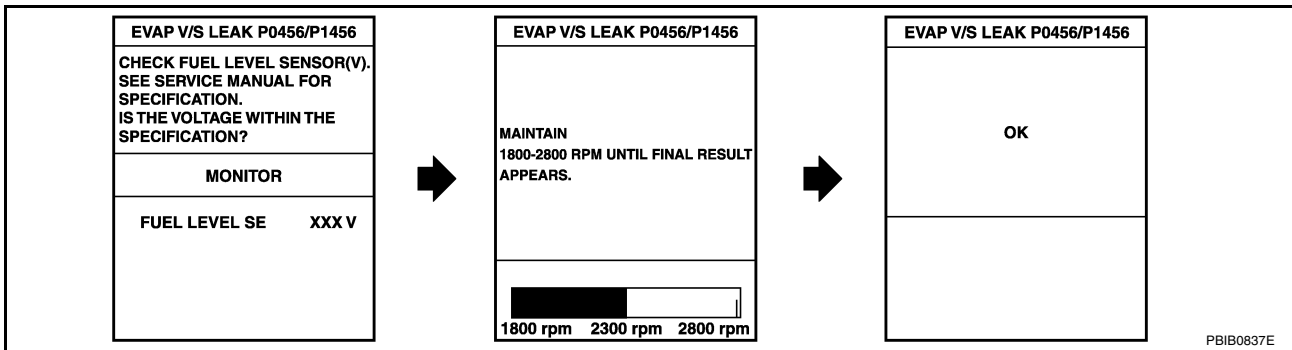 EVAP V/S LEAK P0456/P1456
CHECK FUEL LEVEL SENSOR(V).
SEE SERVICE MANUAL FOR
SPECIFICATION.
IS THE VOLTAGE WITHIN THE
SPECIFICATION?
MONITOR
FUEL LEVEL SE XXX V
EVAP V/S LEAK P0456/P1456
MAINTAIN
1800-2800 RPM UNTIL FINAL RESULT
APPEARS.
1800 rpm 2300 rpm 2800 rpm
EVAP V/S LEAK P0456/P1456
OK
PBIB0837E